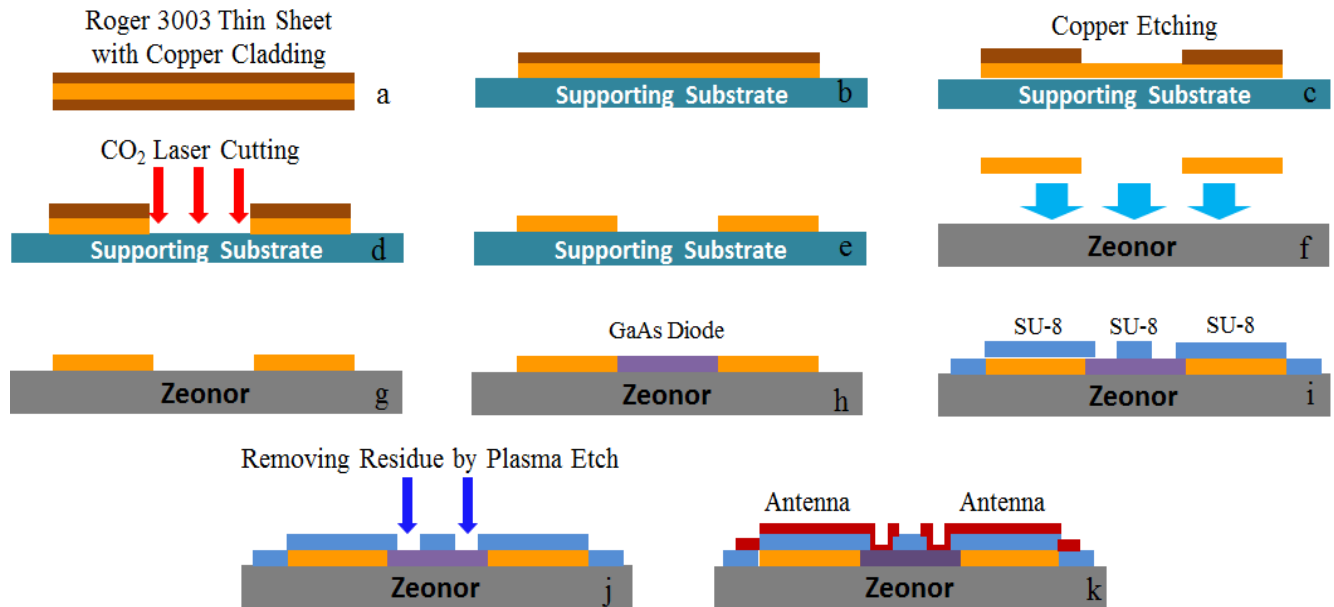 Roger 3003 Thin Sheet
with Copper Cladding
a
Supporting Substrate
b
Copper Etching
Supporting Substrate
c
CO₂ Laser Cutting
Supporting Substrate
d
Supporting Substrate
e
Zeonor
f
Zeonor
g
GaAs Diode
Zeonor
h
SU-8 SU-8 SU-8
Zeonor
i
Removing Residue by Plasma Etch
Zeonor
j
Antenna Antenna
Zeonor
k